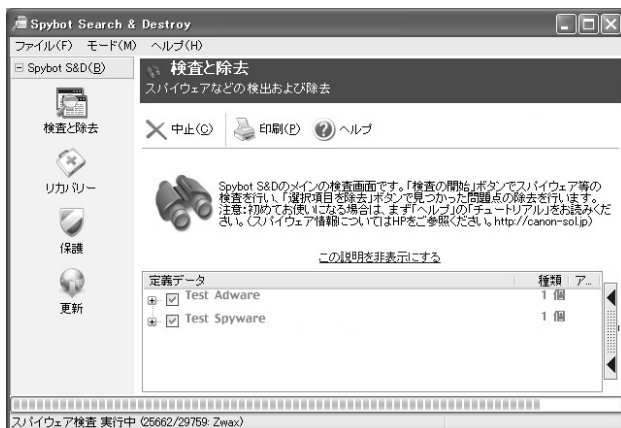 Spybot Search & Destroy
ファイル(F) モード(M) ヘルプ(H)
Spybot S&D(B)
検査と除去
リカバリー
保護
更新
検査と除去
スパイウェアなどの検出および除去
中止(C) 印刷(P) ヘルプ
Spybot S&Dのメインの検査画面です。「検査の開始」ボタンでスパイウェア等の
検査を行い、「選択項目を除去」ボタンで見つかった問題点の除去を行います。
注意:初めてお使いになる場合は、まず「ヘルプ」の「チュートリアル」をお読みくだ
さい。(スパイウェア情報についてはHPをご参照ください。http://canon-sol.jp)
この説明を非表示にする
定義データ 種類 ア...
Test Adware 1 個
Test Spyware 1 個
スパイウェア検査 実行中 (25662/29759: Zwax)